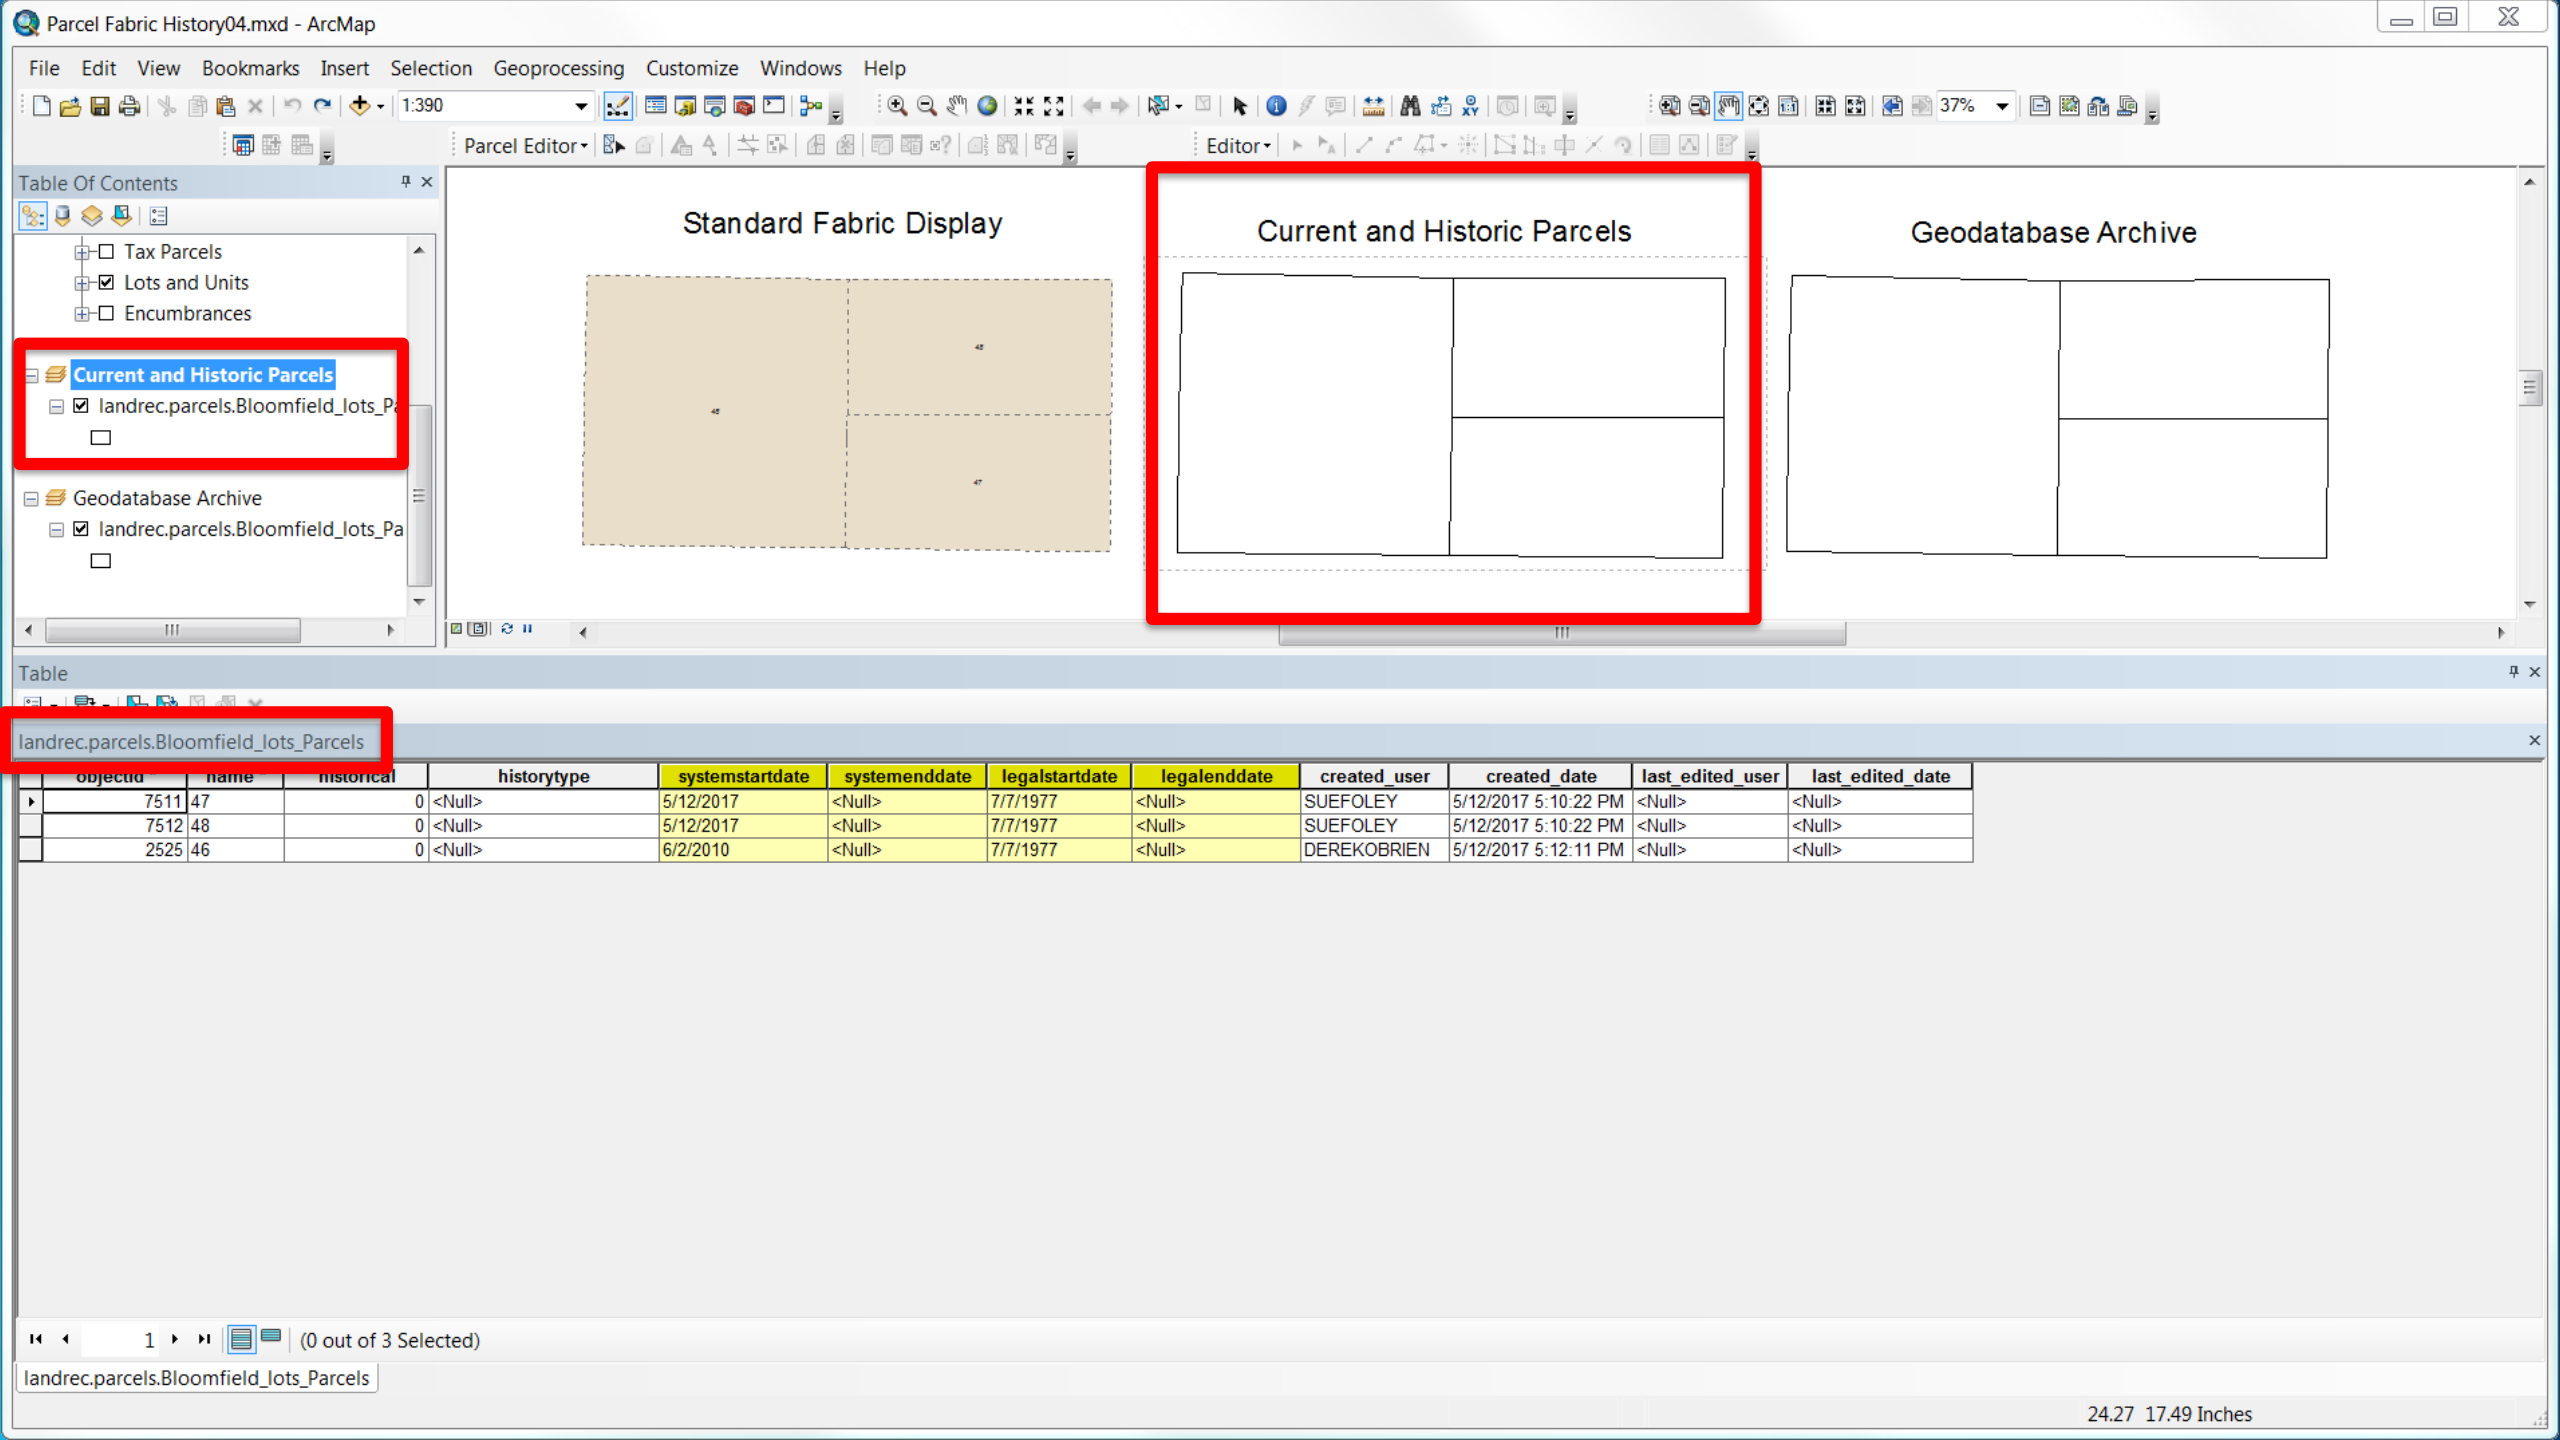 Parcel Fabric History04.mxd - ArcMap
File Edit View Bookmarks Insert Selection Geoprocessing Customize Windows Help
1:390
37%
Parcel Editor
Editor
Table Of Contents
Tax Parcels
Lots and Units
Encumbrances
Current and Historic Parcels
landrec.parcels.Bloomfield_lots_Pa
Geodatabase Archive
landrec.parcels.Bloomfield_lots_Pa
Standard Fabric Display
Current and Historic Parcels
Geodatabase Archive
47
Table
landrec.parcels.Bloomfield_lots_Parcels
objectid name historical historytype systemstartdate systemenddate legalstartdate legalenddate created_user created_date last_edited_user last_edited_date
7511 47 0 <Null> 5/12/2017 <Null> 7/7/1977 <Null> SUEFOLEY 5/12/2017 5:10:22 PM <Null> <Null>
7512 48 0 <Null> 5/12/2017 <Null> 7/7/1977 <Null> SUEFOLEY 5/12/2017 5:10:22 PM <Null> <Null>
2525 46 0 <Null> 6/2/2010 <Null> 7/7/1977 <Null> DEREKOBRIEN 5/12/2017 5:12:11 PM <Null> <Null>
1 (0 out of 3 Selected)
landrec.parcels.Bloomfield_lots_Parcels
24.27 17.49 Inches